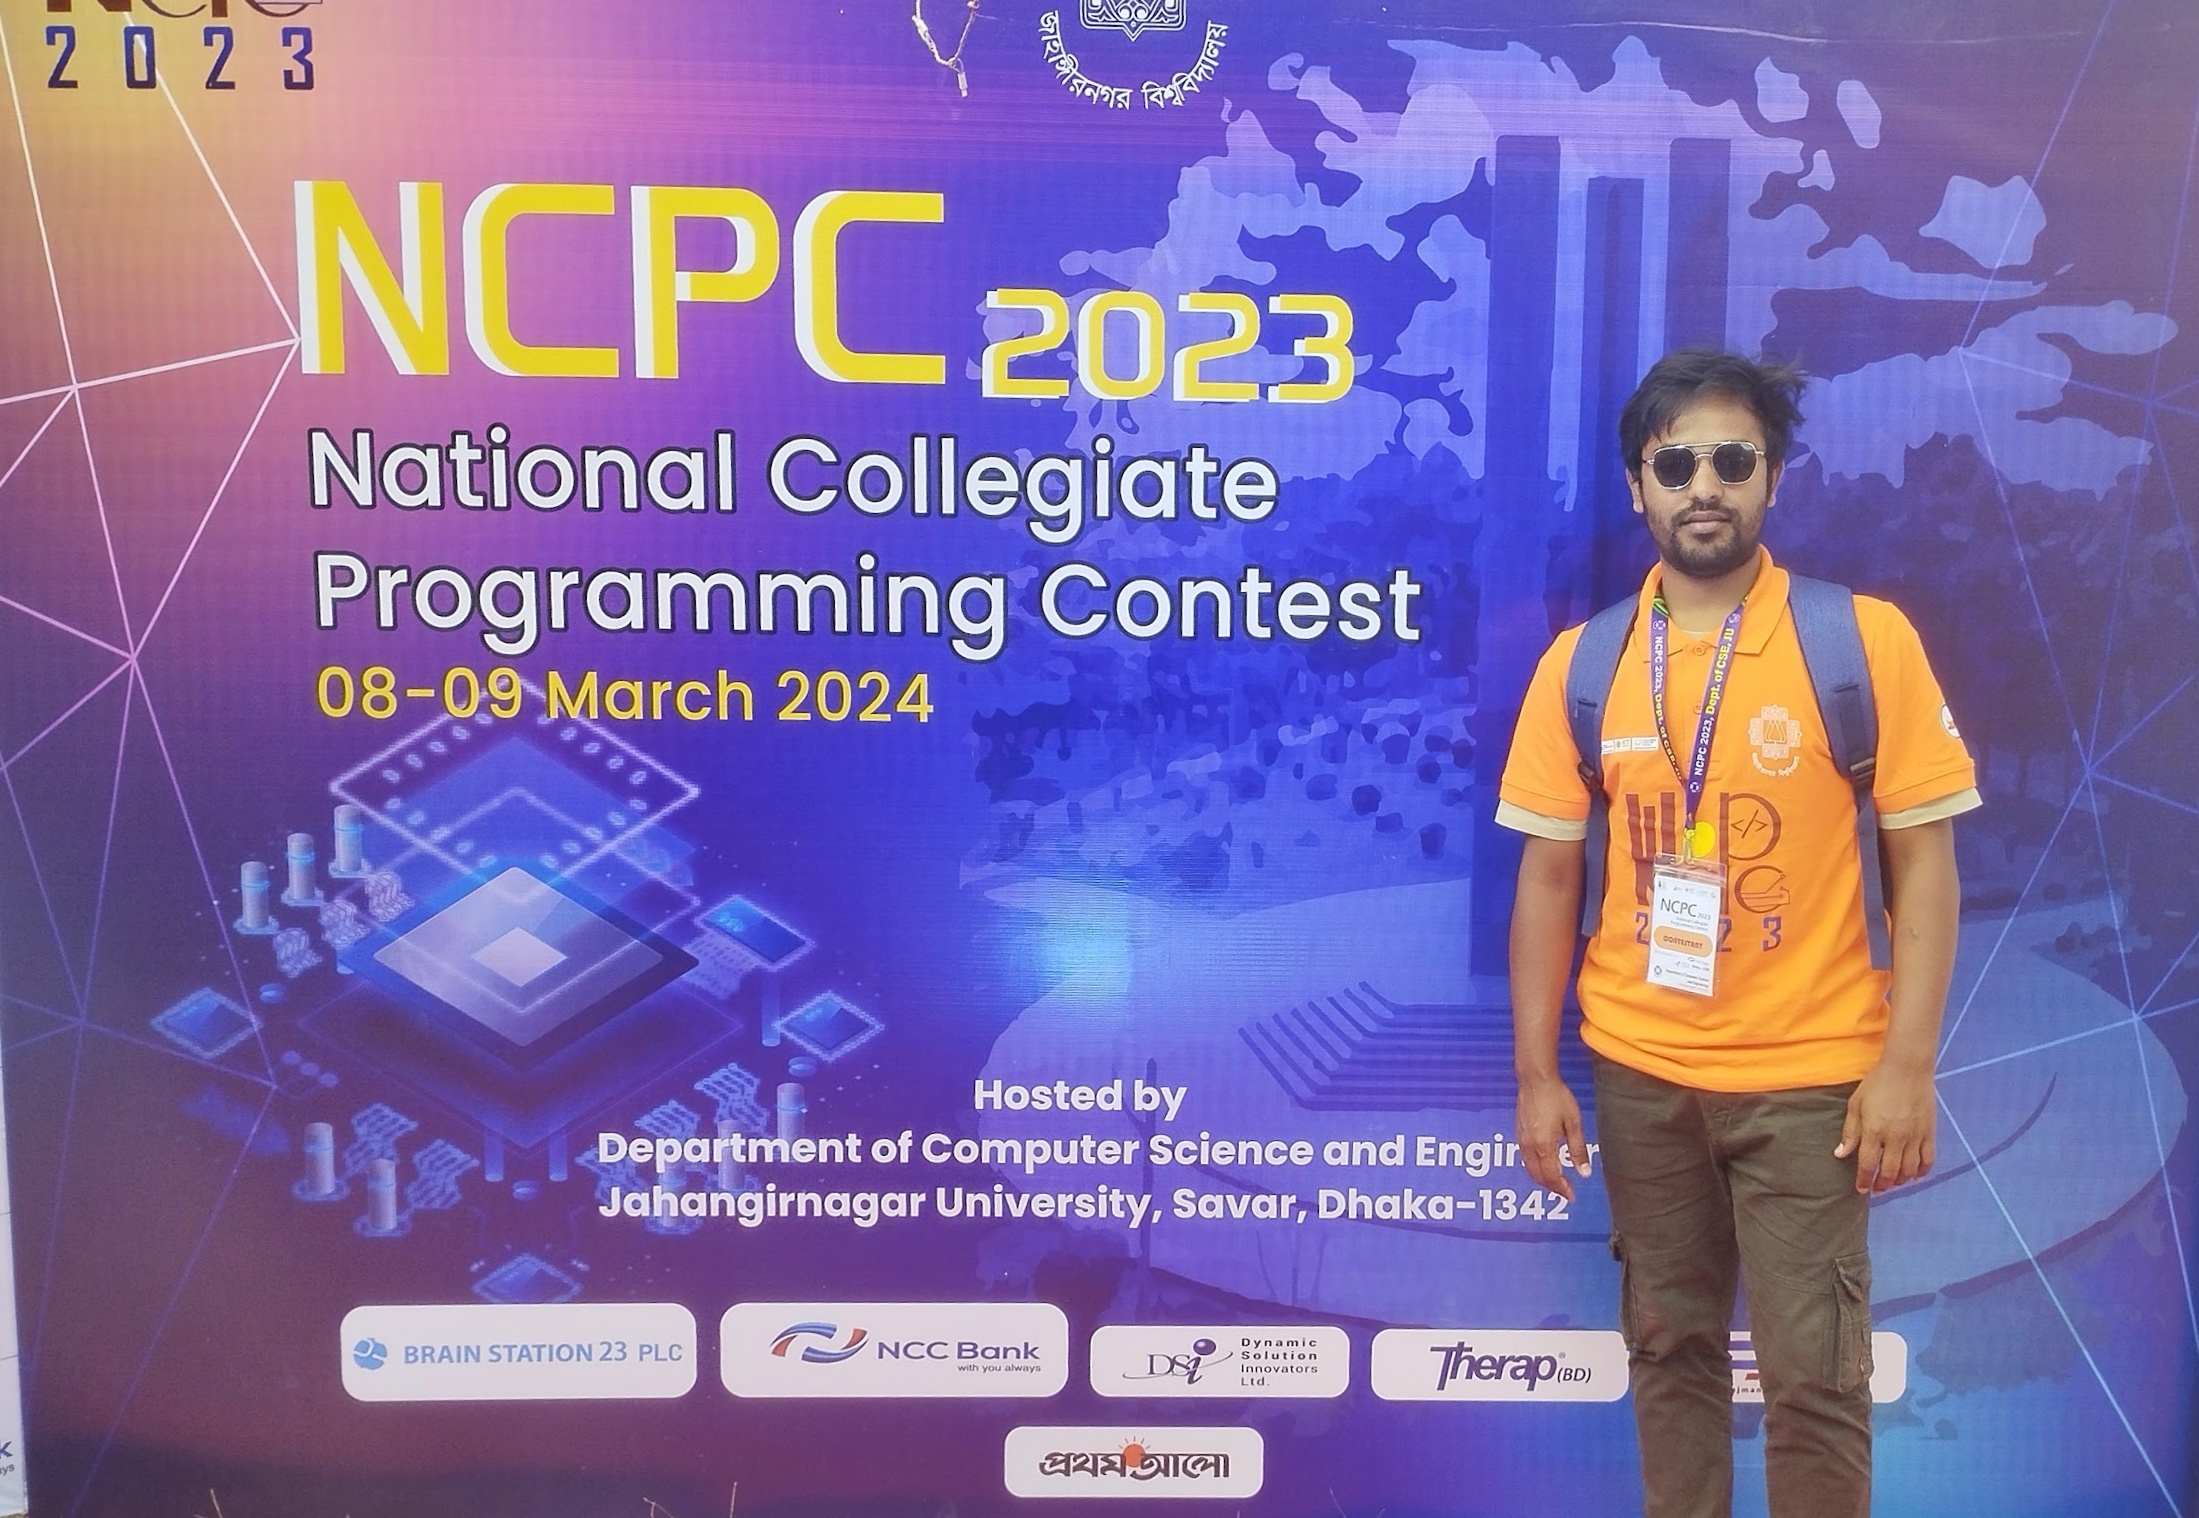 2023
জাহাঙ্গীরনগর বিশ্ববিদ্যালয়
NCPC 2023
National Collegiate
Programming Contest
08-09 March 2024
Hosted by
Department of Computer Science and
Jahangirnagar University, Savar, Dhaka-1342
BRAIN STATION 23 PLC
NCC Bank
with you always
DSi
Dynamic
Solution
Innovators
Ltd.
Therap (BD)
প্রথম আলো
NCPC 2023, Dept. of CSE, JU
NCPC 2023
CONTESTANT